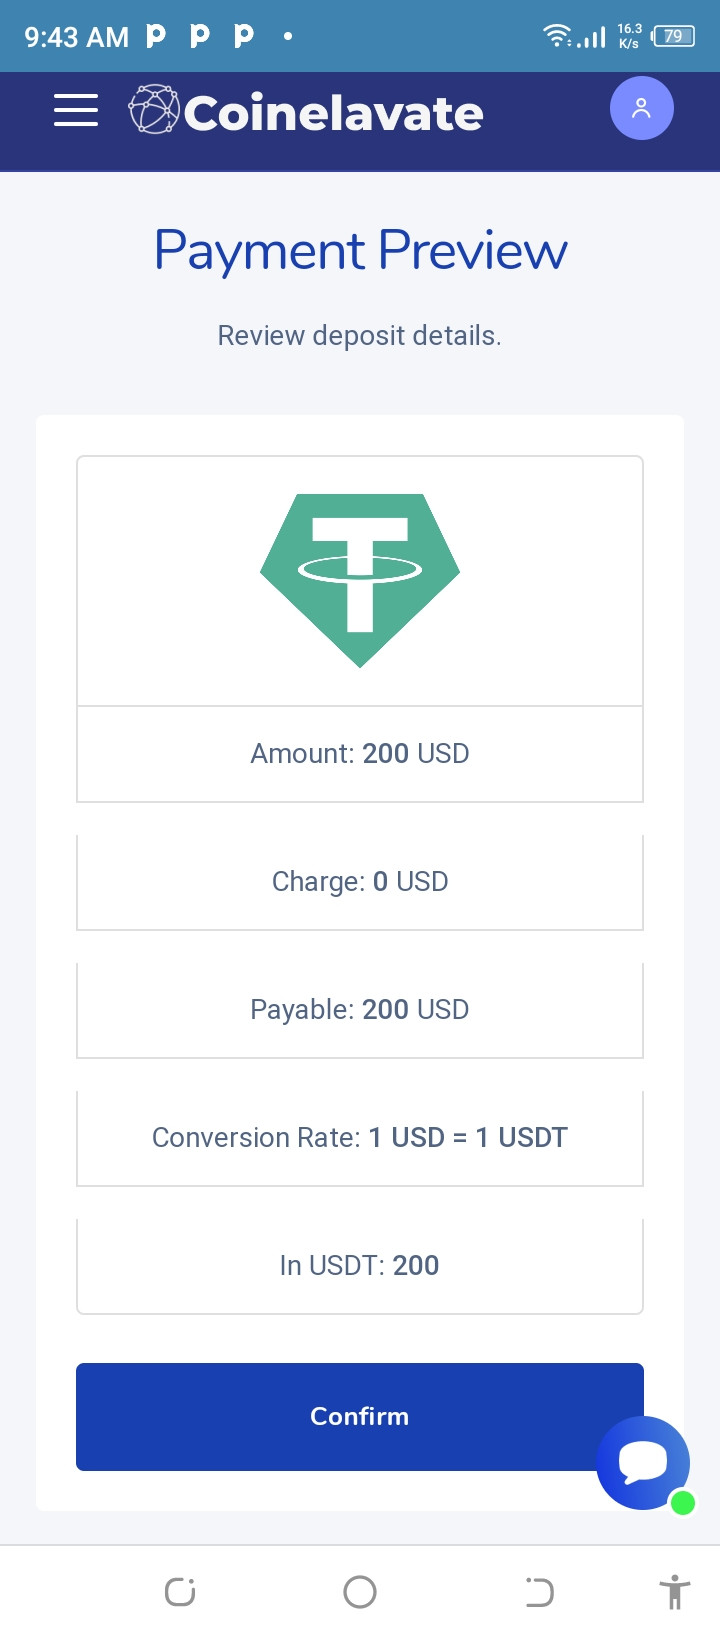 9:43 AM
16.3
K/s
79
Coinelavate
Payment Preview
Review deposit details.
Amount: 200 USD
Charge: 0 USD
Payable: 200 USD
Conversion Rate: 1 USD = 1 USDT
In USDT: 200
Confirm